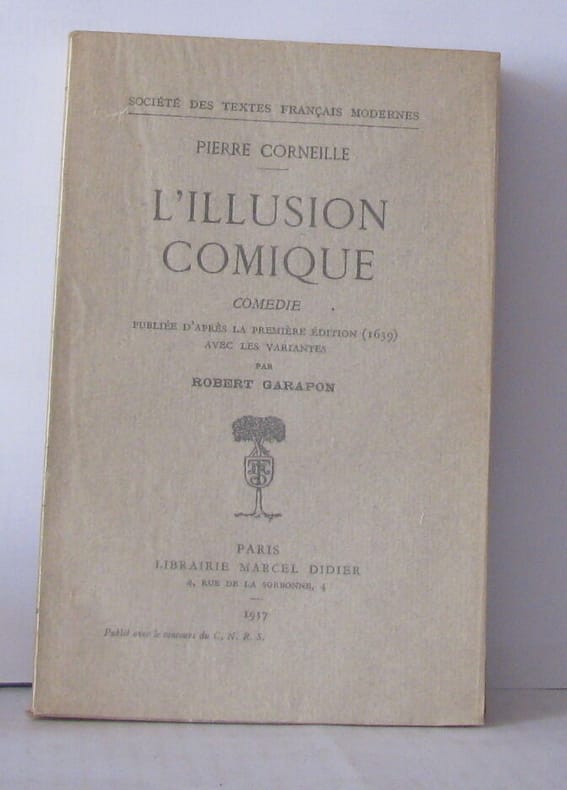 SOCIÉTÉ DES TEXTES FRANÇAIS MODERNES
PIERRE CORNEILLE
L'ILLUSION
COMIQUE
COMEDIE
PUBLIÉE D'APRÈS LA PREMIÈRE ÉDITION (1639)
AVEC LES VARIANTES
PAR
ROBERT GARAPON
PARIS
LIBRAIRIE MARCEL DIDIER
4, RUE DE LA SORBONNE, 4
1957
Publié avec le concours du C. N. R. S.